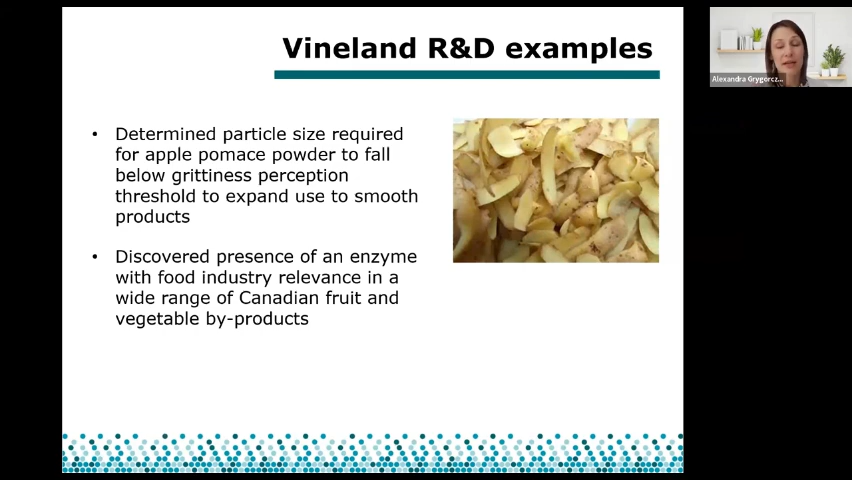 Vineland R&D examples
Alexandra Grygorcz...
• Determined particle size required
for apple pomace powder to fall
below grittiness perception
threshold to expand use to smooth
products
• Discovered presence of an enzyme
with food industry relevance in a
wide range of Canadian fruit and
vegetable by-products